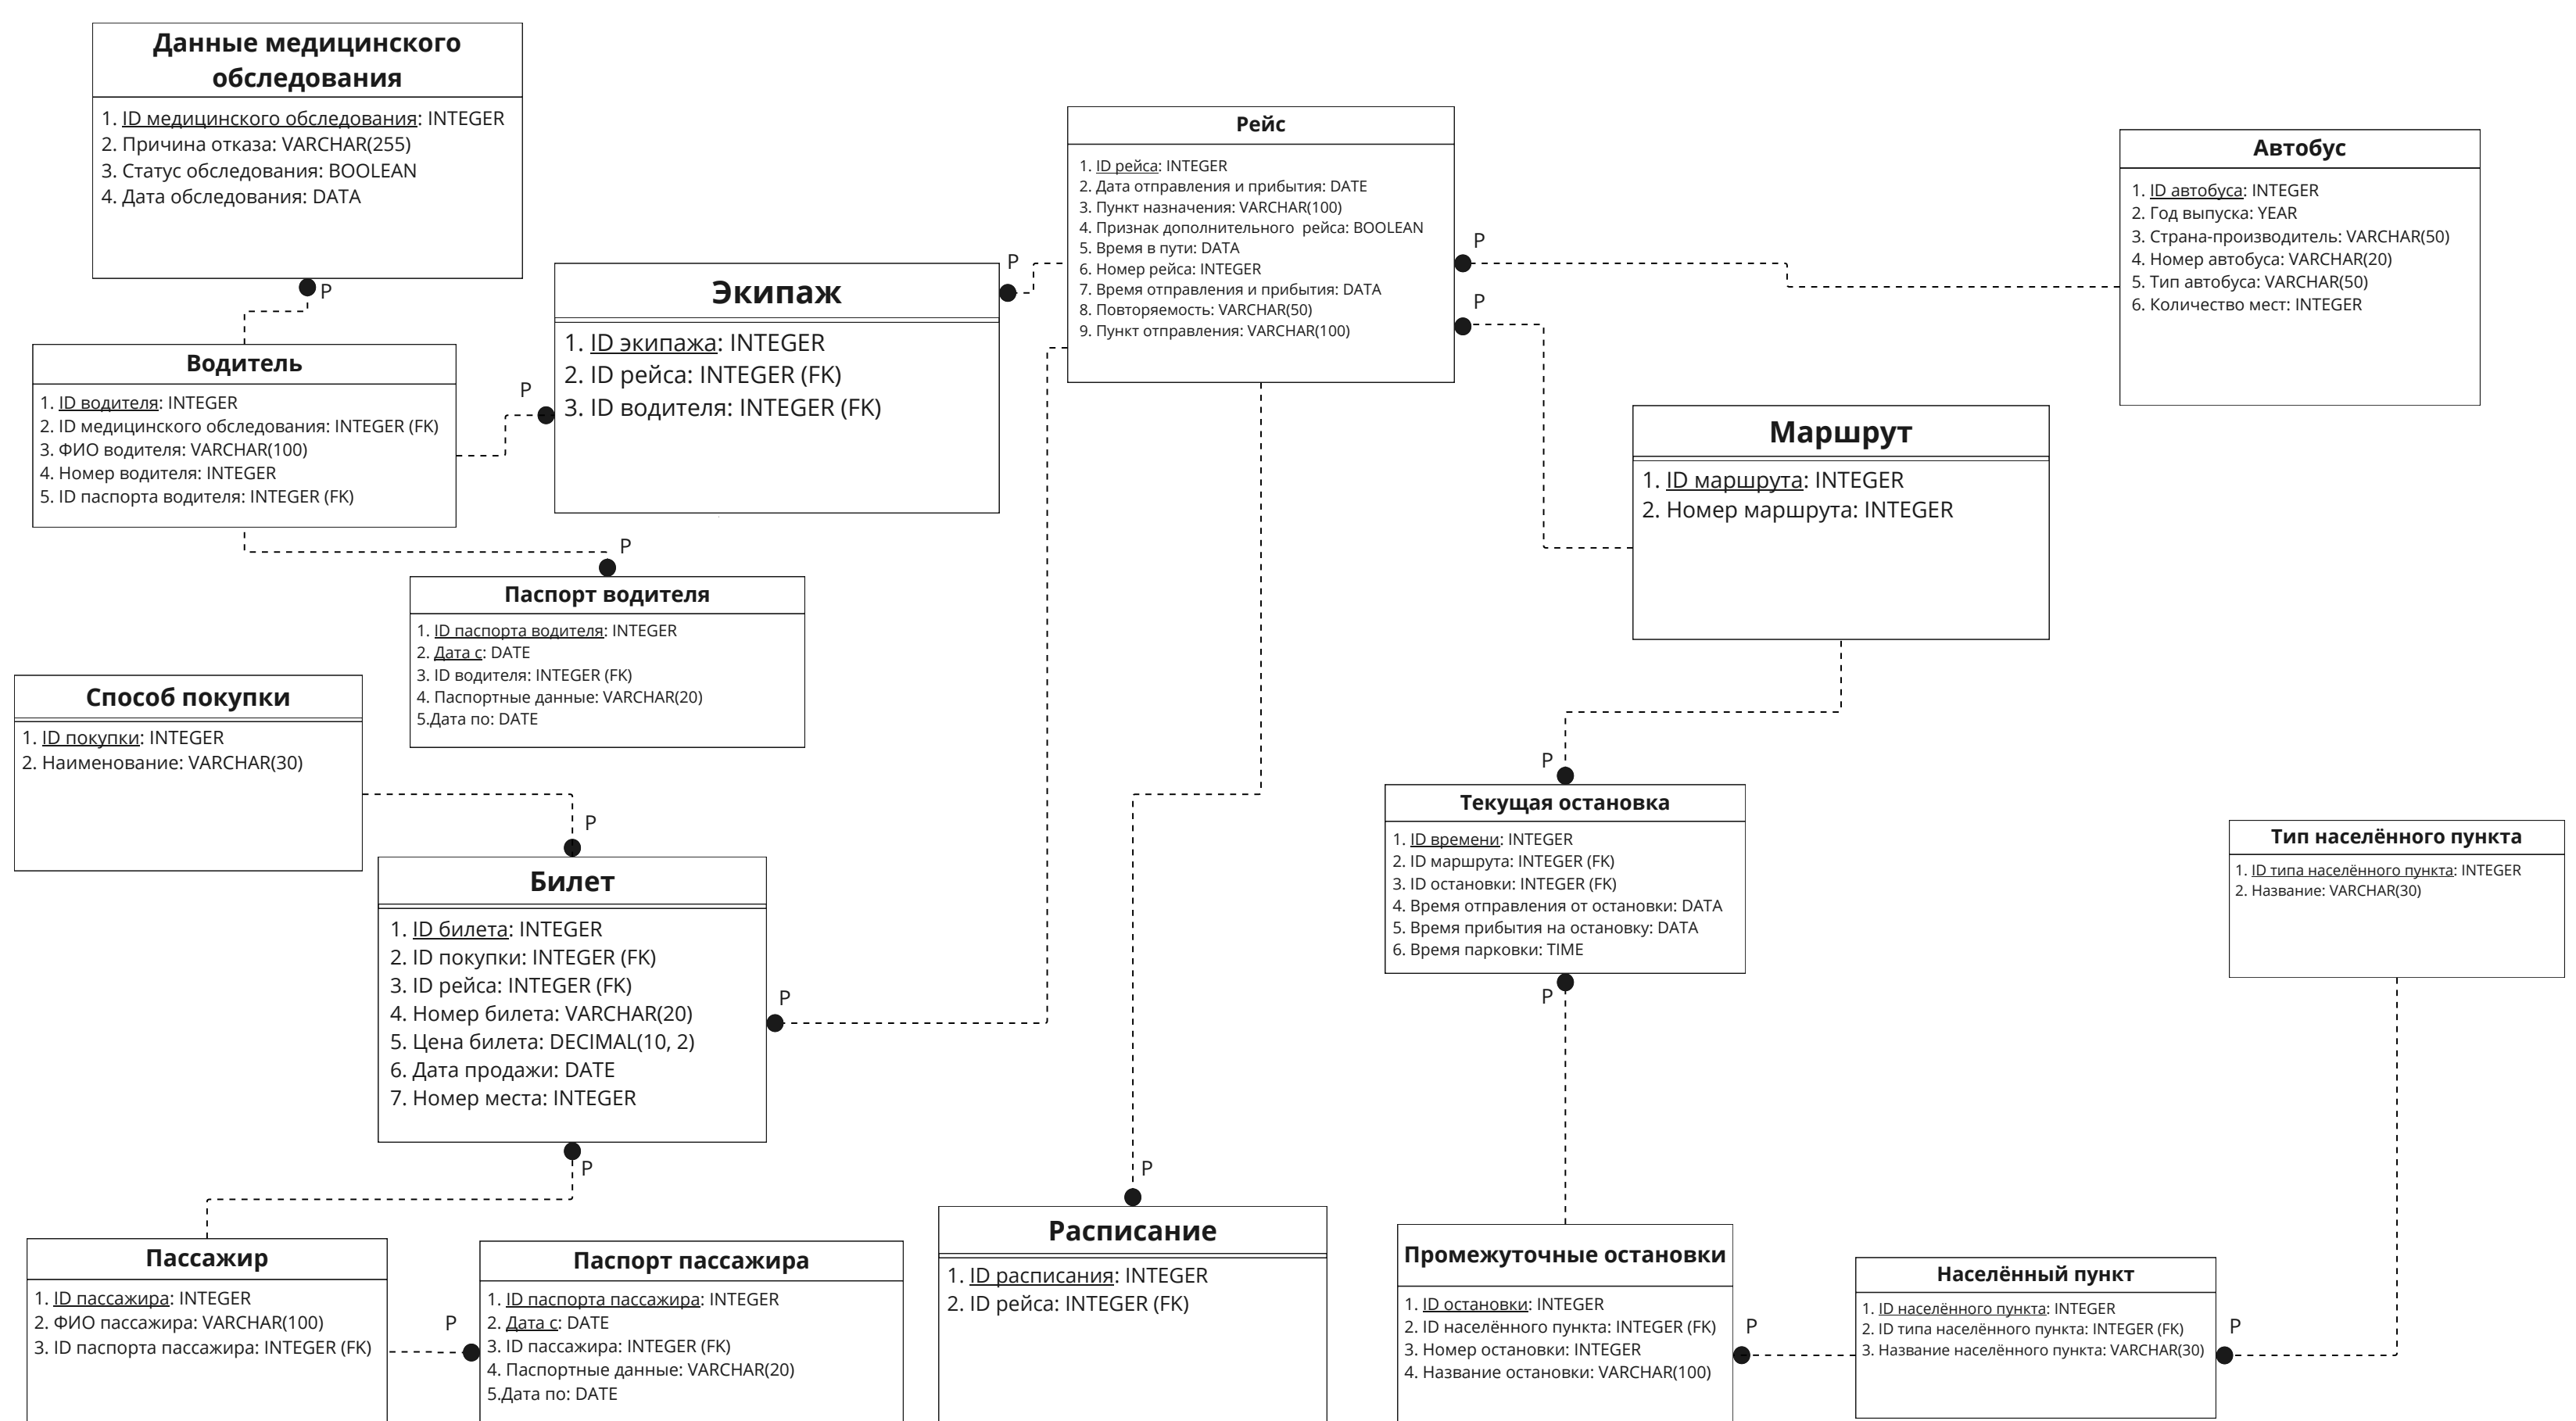 Данные медицинского
обследования
1. ID медицинского обследования: INTEGER
2. Причина отказа: VARCHAR(255)
3. Статус обследования: BOOLEAN
4. Дата обследования: DATA
P
Водитель
1. ID водителя: INTEGER
2. ID медицинского обследования: INTEGER (FK)
3. ФИО водителя: VARCHAR(100)
4. Номер водителя: INTEGER
5. ID паспорта водителя: INTEGER (FK)
P
Экипаж
1. ID экипажа: INTEGER
2. ID рейса: INTEGER (FK)
3. ID водителя: INTEGER (FK)
P
Рейс
1. ID рейса: INTEGER
2. Дата отправления и прибытия: DATE
3. Пункт назначения: VARCHAR(100)
4. Признак дополнительного  рейса: BOOLEAN
5. Время в пути: DATA
6. Номер рейса: INTEGER
7. Время отправления и прибытия: DATA
8. Повторяемость: VARCHAR(50)
9. Пункт отправления: VARCHAR(100)
P
P
Автобус
1. ID автобуса: INTEGER
2. Год выпуска: YEAR
3. Страна-производитель: VARCHAR(50)
4. Номер автобуса: VARCHAR(20)
5. Тип автобуса: VARCHAR(50)
6. Количество мест: INTEGER
Маршрут
1. ID маршрута: INTEGER
2. Номер маршрута: INTEGER
P
Паспорт водителя
1. ID паспорта водителя: INTEGER
2. Дата с: DATE
3. ID водителя: INTEGER (FK)
4. Паспортные данные: VARCHAR(20)
5.Дата по: DATE
Способ покупки
1. ID покупки: INTEGER
2. Наименование: VARCHAR(30)
P
Билет
1. ID билета: INTEGER
2. ID покупки: INTEGER (FK)
3. ID рейса: INTEGER (FK)
4. Номер билета: VARCHAR(20)
5. Цена билета: DECIMAL(10, 2)
6. Дата продажи: DATE
7. Номер места: INTEGER
P
P
P
Текущая остановка
1. ID времени: INTEGER
2. ID маршрута: INTEGER (FK)
3. ID остановки: INTEGER (FK)
4. Время отправления от остановки: DATA
5. Время прибытия на остановку: DATA
6. Время парковки: TIME
P
Тип населённого пункта
1. ID типа населённого пункта: INTEGER
2. Название: VARCHAR(30)
Пассажир
1. ID пассажира: INTEGER
2. ФИО пассажира: VARCHAR(100)
3. ID паспорта пассажира: INTEGER (FK)
P
Паспорт пассажира
1. ID паспорта пассажира: INTEGER
2. Дата с: DATE
3. ID пассажира: INTEGER (FK)
4. Паспортные данные: VARCHAR(20)
5.Дата по: DATE
P
Расписание
1. ID расписания: INTEGER
2. ID рейса: INTEGER (FK)
Промежуточные остановки
1. ID остановки: INTEGER
2. ID населённого пункта: INTEGER (FK)
3. Номер остановки: INTEGER
4. Название остановки: VARCHAR(100)
P
Населённый пункт
1. ID населённого пункта: INTEGER
2. ID типа населённого пункта: INTEGER (FK)
3. Название населённого пункта: VARCHAR(30)
P